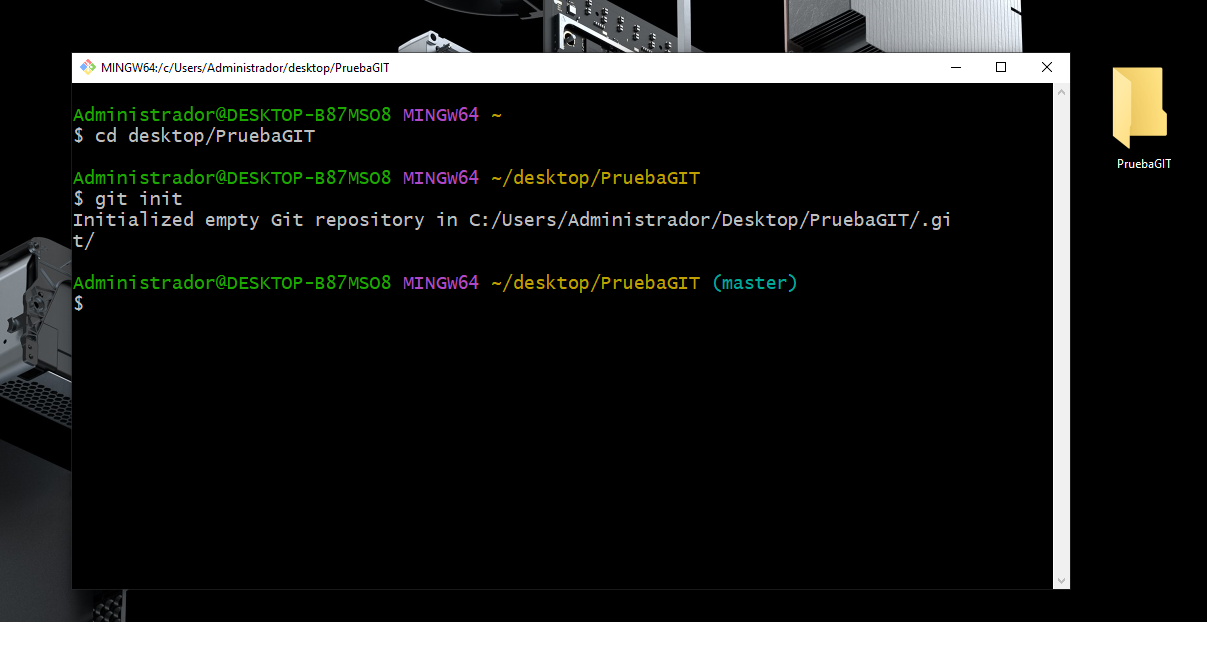 MINGW64:/c/Users/Administrador/desktop/PruebaGIT
Administrador@DESKTOP-B87MSO8 MINGW64 ~
$ cd desktop/PruebaGIT
Administrador@DESKTOP-B87MSO8 MINGW64 ~/desktop/PruebaGIT
$ git init
Initialized empty Git repository in C:/Users/Administrador/Desktop/PruebaGIT/.gi
t/
Administrador@DESKTOP-B87MSO8 MINGW64 ~/desktop/PruebaGIT (master)
$
PruebaGIT